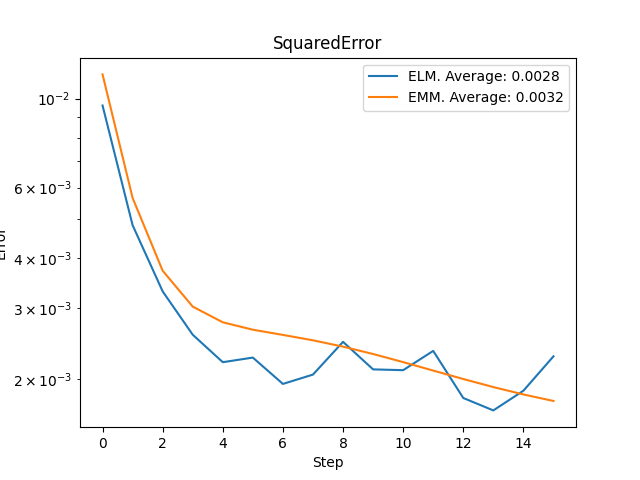 SquaredError
ELM. Average: 0.0028
EMM. Average: 0.0032
10⁻²
6 × 10⁻³
4 × 10⁻³
3 × 10⁻³
2 × 10⁻³
Error
0 2 4 6 8 10 12 14
Step